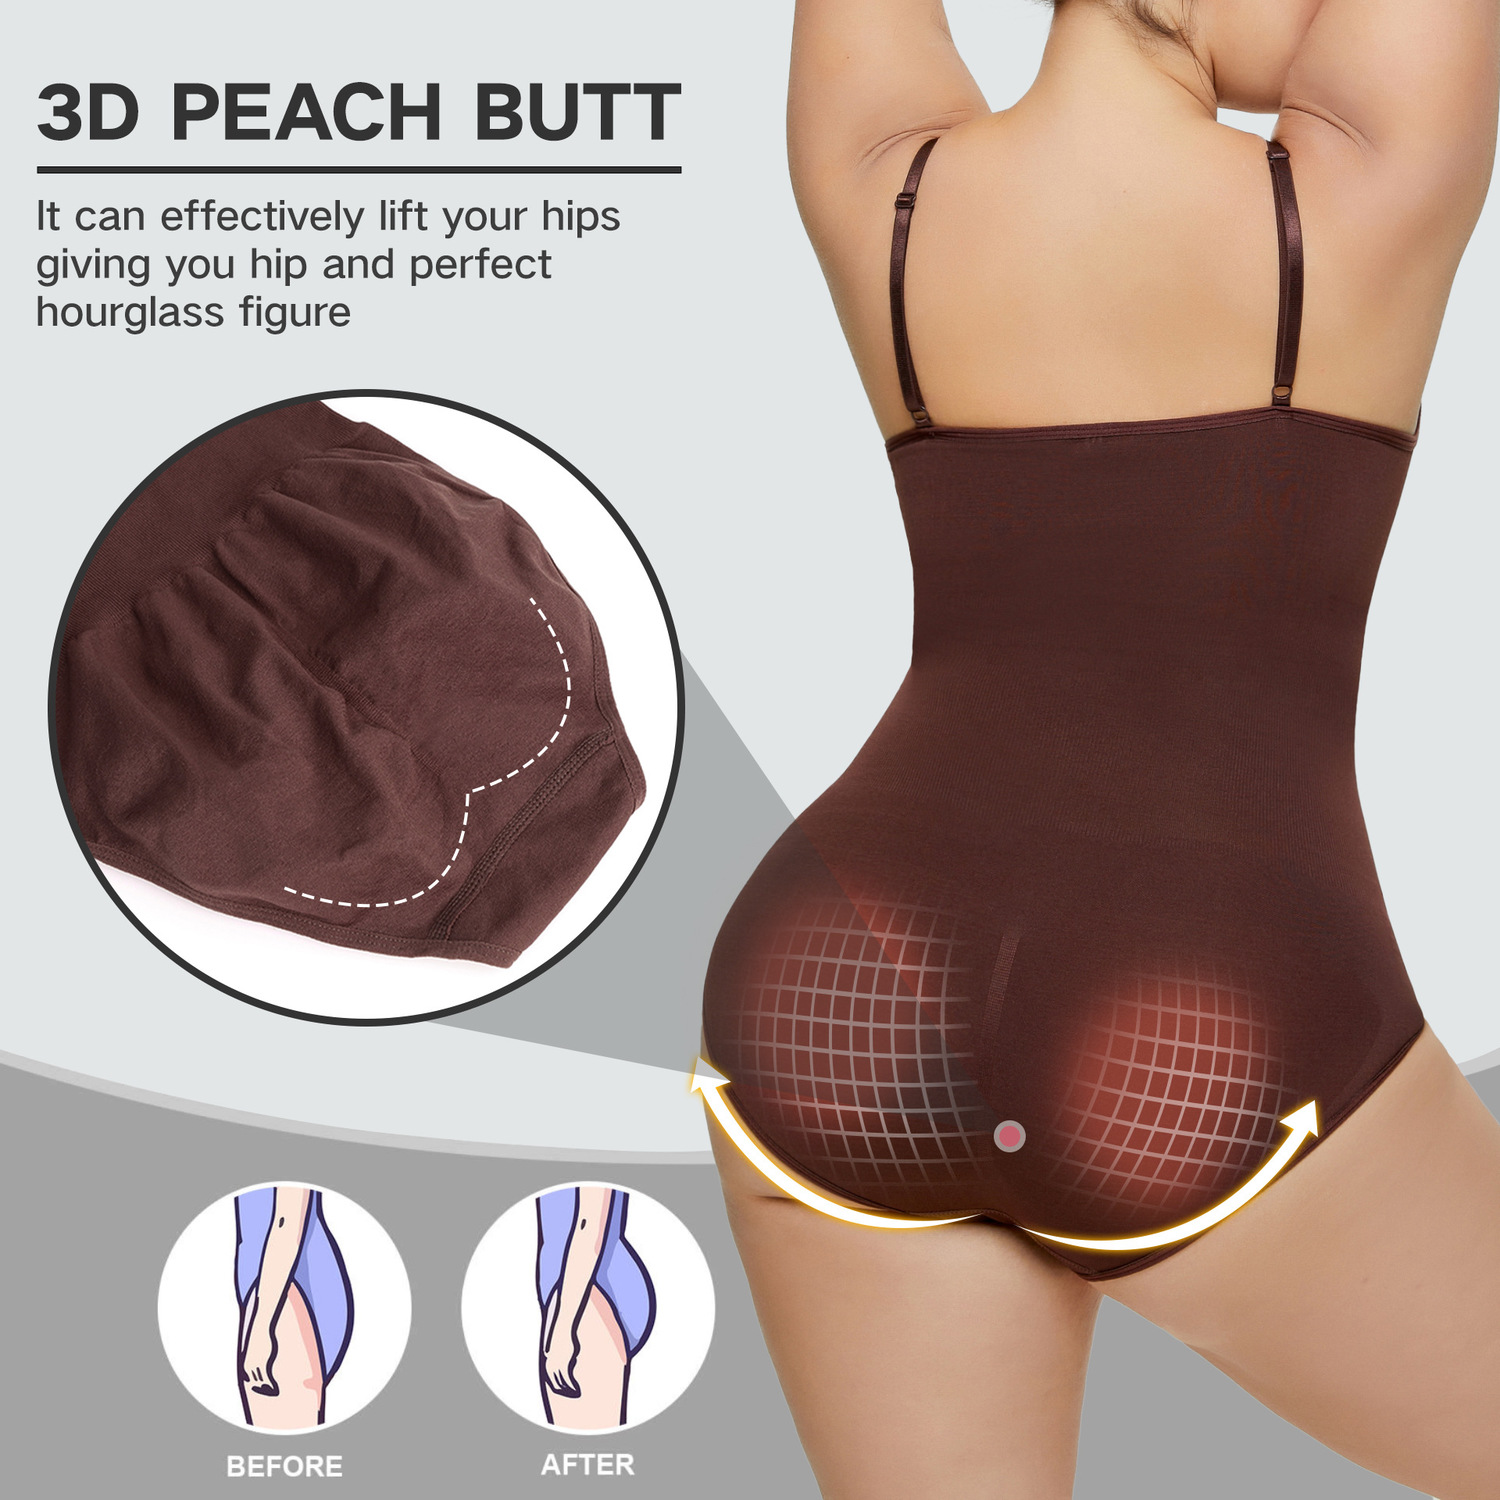 3D PEACH BUTT
It can effectively lift your hips
giving you hip and perfect
hourglass figure
BEFORE
AFTER